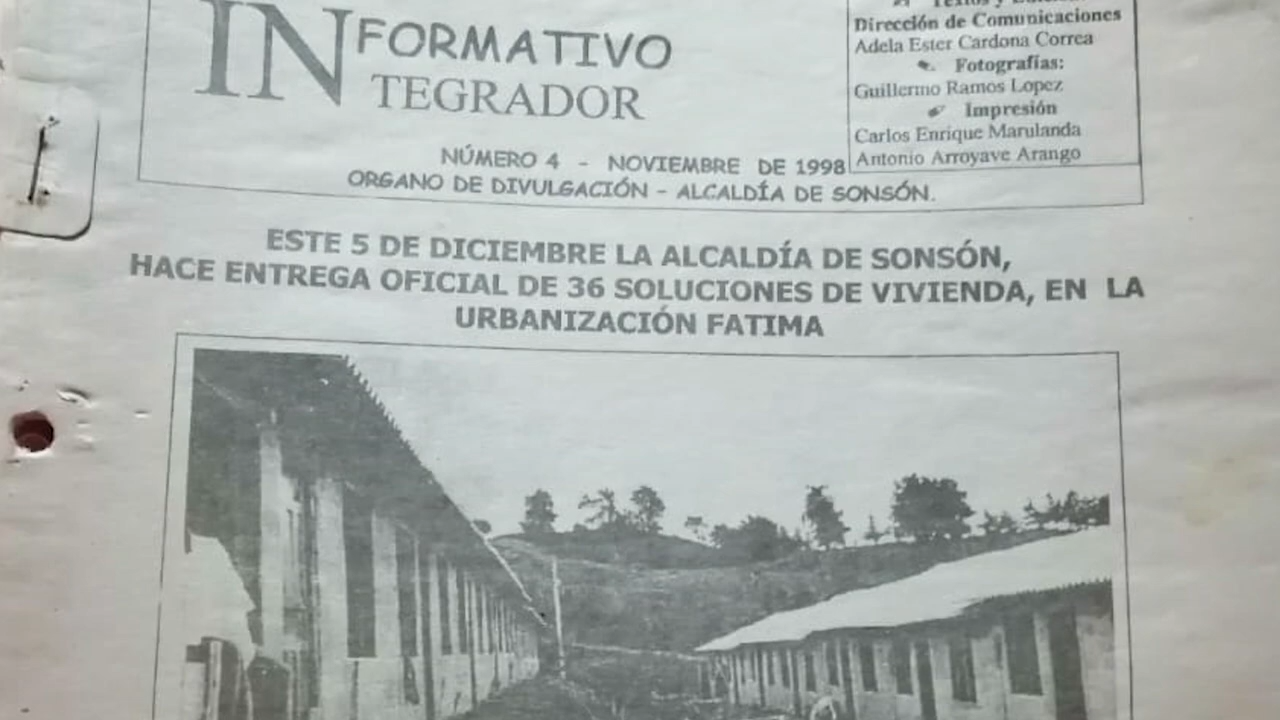 INFORMATIVO
INTEGRADOR
Dirección de Comunicaciones
Adela Ester Cardona Correa
Fotografías:
Guillermo Ramos Lopez
Impresión
Carlos Enrique Marulanda
Antonio Arroyave Arango
NÚMERO 4 - NOVIEMBRE DE 1998
ORGANO DE DIVULGACIÓN - ALCALDÍA DE SONSÓN.
ESTE 5 DE DICIEMBRE LA ALCALDÍA DE SONSÓN,
HACE ENTREGA OFICIAL DE 36 SOLUCIONES DE VIVIENDA, EN LA
URBANIZACIÓN FATIMA